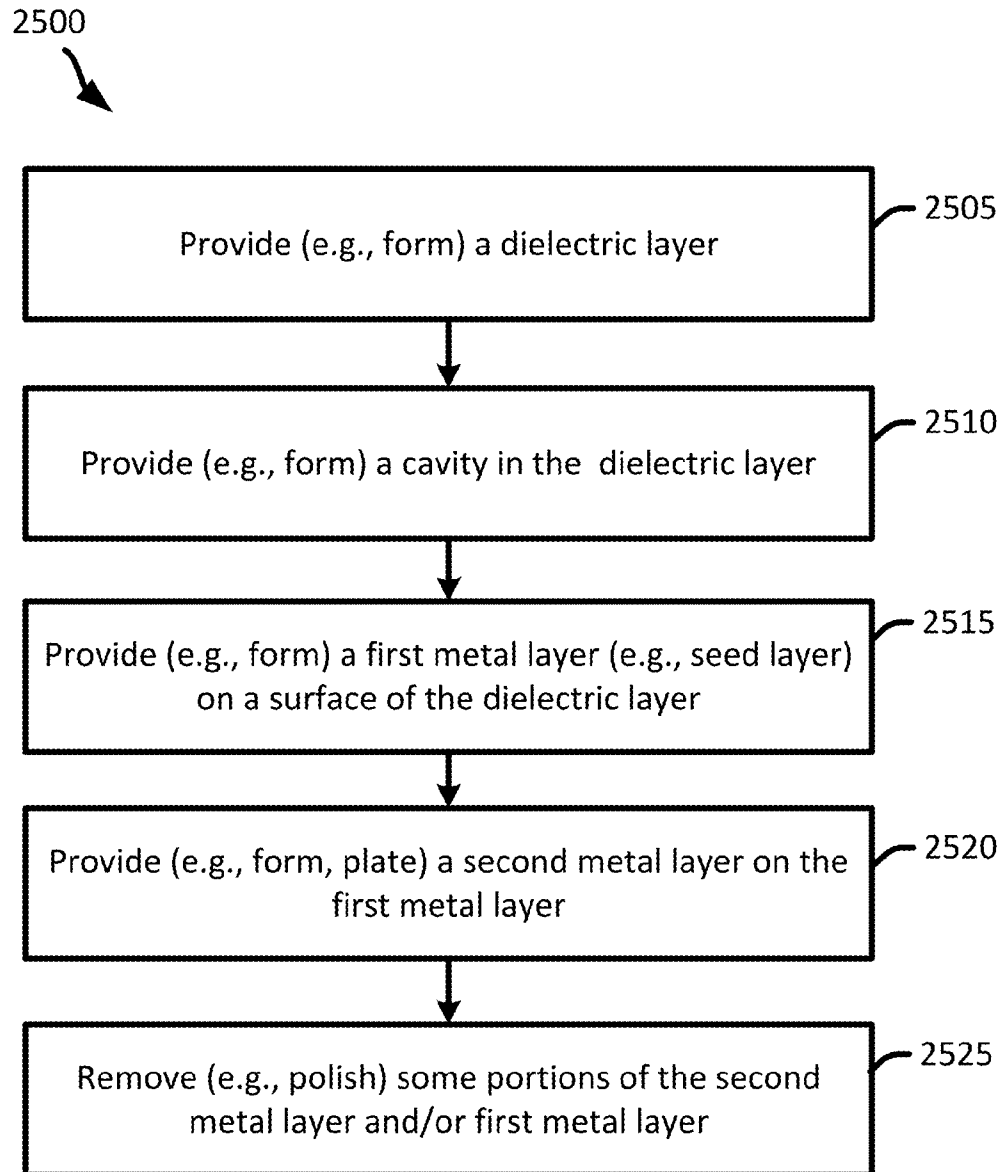 2500
Provide (e.g., form) a dielectric layer
2505
Provide (e.g., form) a cavity in the dielectric layer
2510
Provide (e.g., form) a first metal layer (e.g., seed layer)
on a surface of the dielectric layer
2515
Provide (e.g., form, plate) a second metal layer on the
first metal layer
2520
Remove (e.g., polish) some portions of the second
metal layer and/or first metal layer
2525